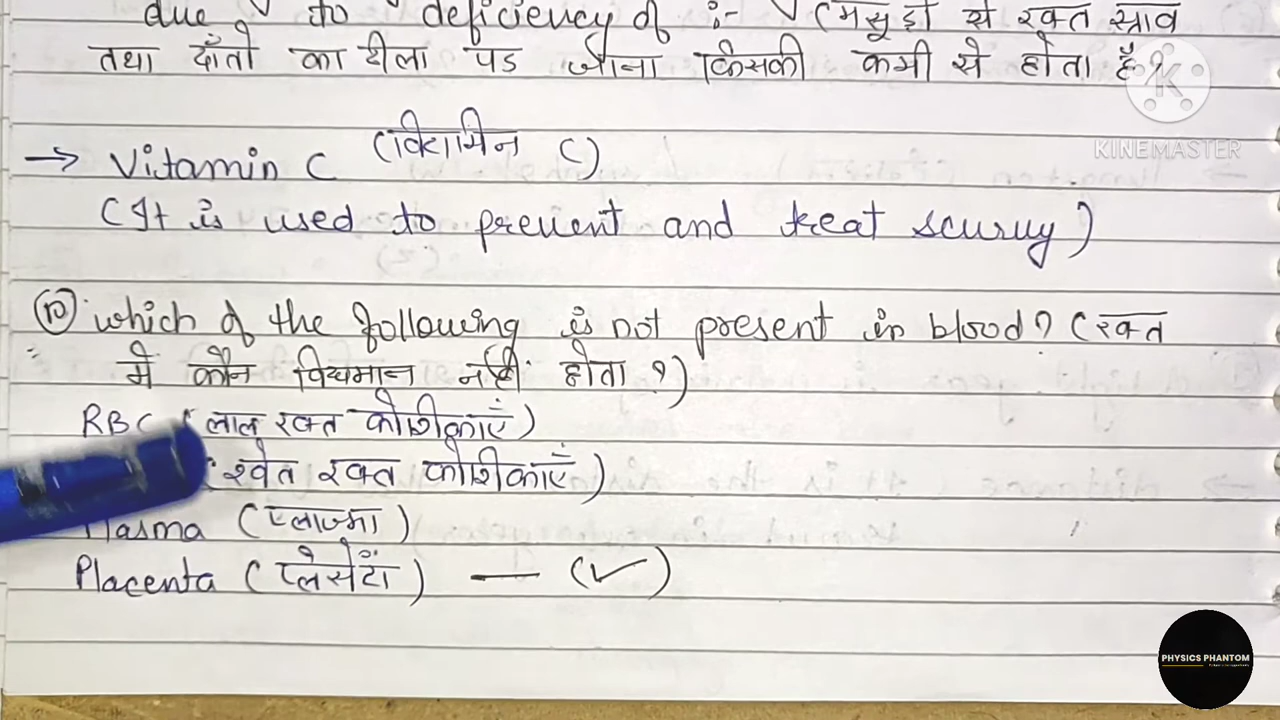 due to deficiency of :- (मसूड़ो से रक्त स्राव
तथा दाँतो का ढीला पड जाना किसकी कमी से होता है?
→ Vitamin C (विटामिन C)
(It is used to prevent and treat scurvy)
KINEMASTER
(10) which of the following is not present in blood? (रक्त
मे कौन विद्यमान नही होता ?)
RBC (लाल रक्त कोशिकाएँ)
(श्वेत रक्त कोशिकाएँ)
Plasma (प्लाज्मा)
Placenta (प्लेसेंटाँ) — (✓)
PHYSICS PHANTOM